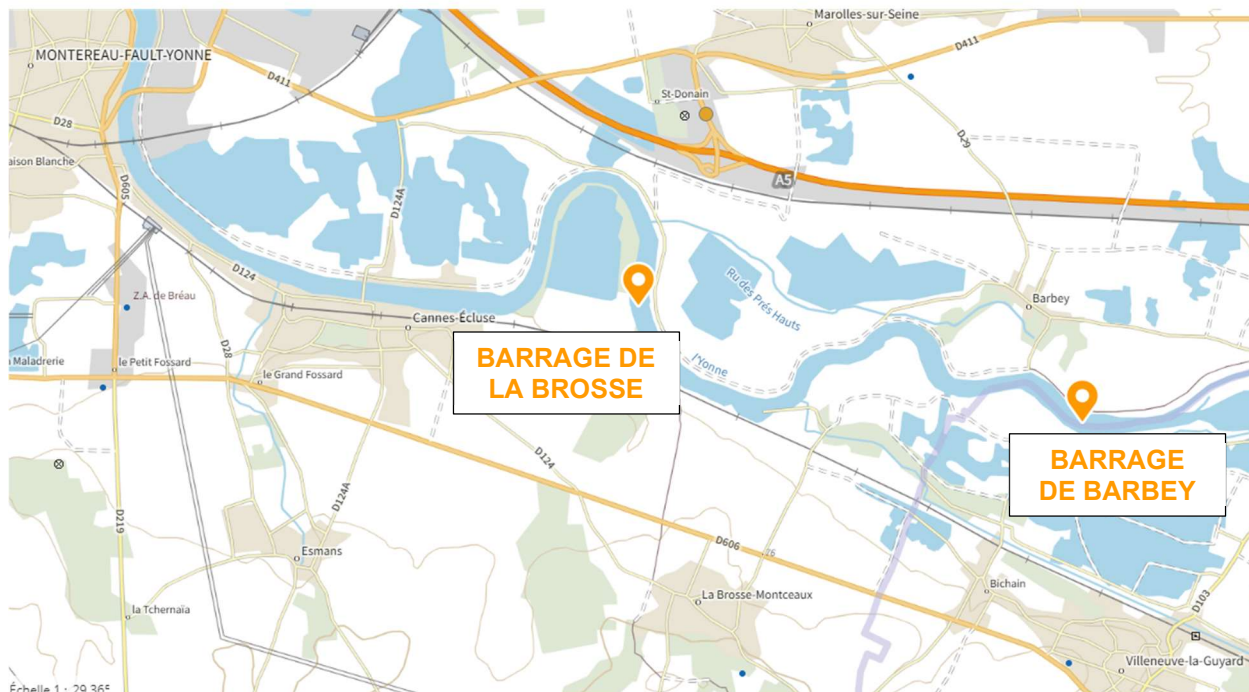 Marolles-sur-Seine
MONTEREAU-FAULT-YONNE
D411
D411
St-Donain
D28
D29
aison Blanche
A5
D605
D124A
Ru des Prés Hauts
D124
Z.A. de Bréau
Barbey
Cannes-Écluse
BARRAGE DE
LA BROSSE
l'Yonne
D28
Maladrerie
le Petit Fossard
le Grand Fossard
BARRAGE
DE BARBEY
D124
D124A
D219
D606
76
Esmans
Bichain
La Brosse-Montceaux
D103
la Tchernaïa
Villeneuve-la-Guyard
Échelle 1 : 29 365